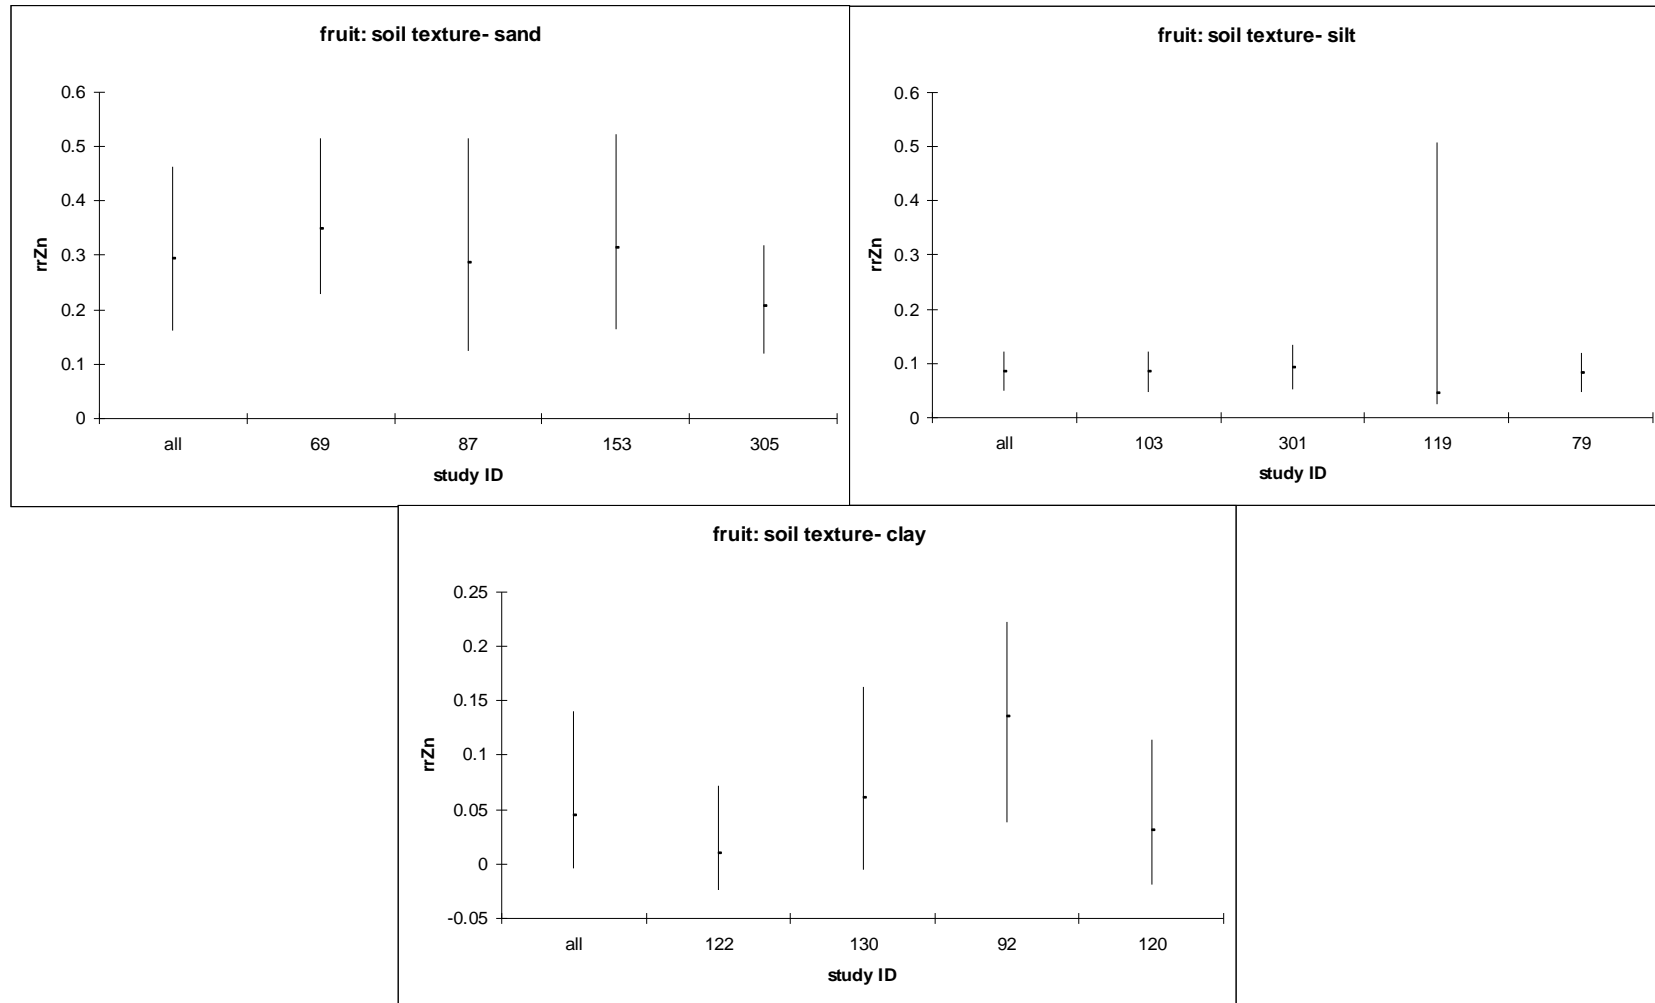 fruit: soil texture- sand
0.6
0.5
0.4
0.3
0.2
0.1
0
rrZn
all 69 87 153 305
study ID
fruit: soil texture- silt
0.6
0.5
0.4
0.3
0.2
0.1
0
rrZn
all 103 301 119 79
study ID
fruit: soil texture- clay
0.25
0.2
0.15
0.1
0.05
0
-0.05
rrZn
all 122 130 92 120
study ID